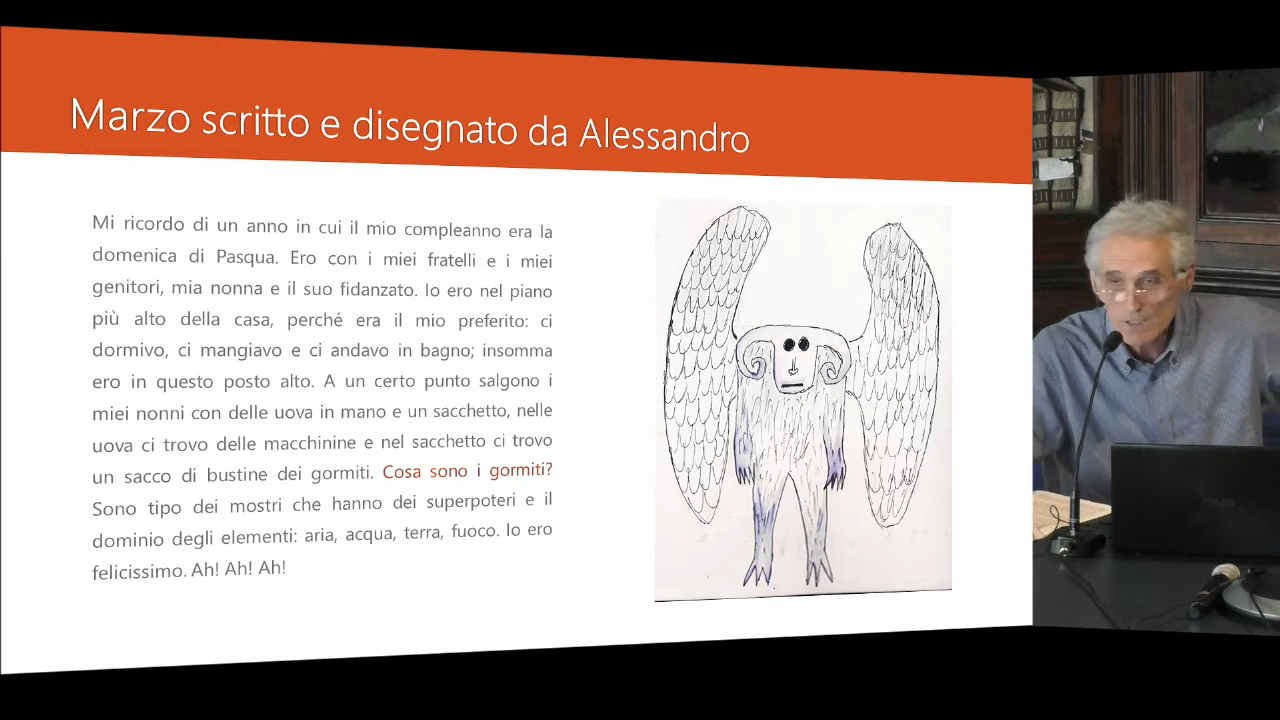 Marzo scritto e disegnato da Alessandro
Mi ricordo di un anno in cui il mio compleanno era la
domenica di Pasqua. Ero con i miei fratelli e i miei
genitori, mia nonna e il suo fidanzato. Io ero nel piano
più alto della casa, perché era il mio preferito: ci
dormivo, ci mangiavo e ci andavo in bagno; insomma
ero in questo posto alto. A un certo punto salgono i
miei nonni con delle uova in mano e un sacchetto, nelle
uova ci trovo delle macchinine e nel sacchetto ci trovo
un sacco di bustine dei gormiti. Cosa sono i gormiti?
Sono tipo dei mostri che hanno dei superpoteri e il
dominio degli elementi: aria, acqua, terra, fuoco. Io ero
felicissimo. Ah! Ah! Ah!